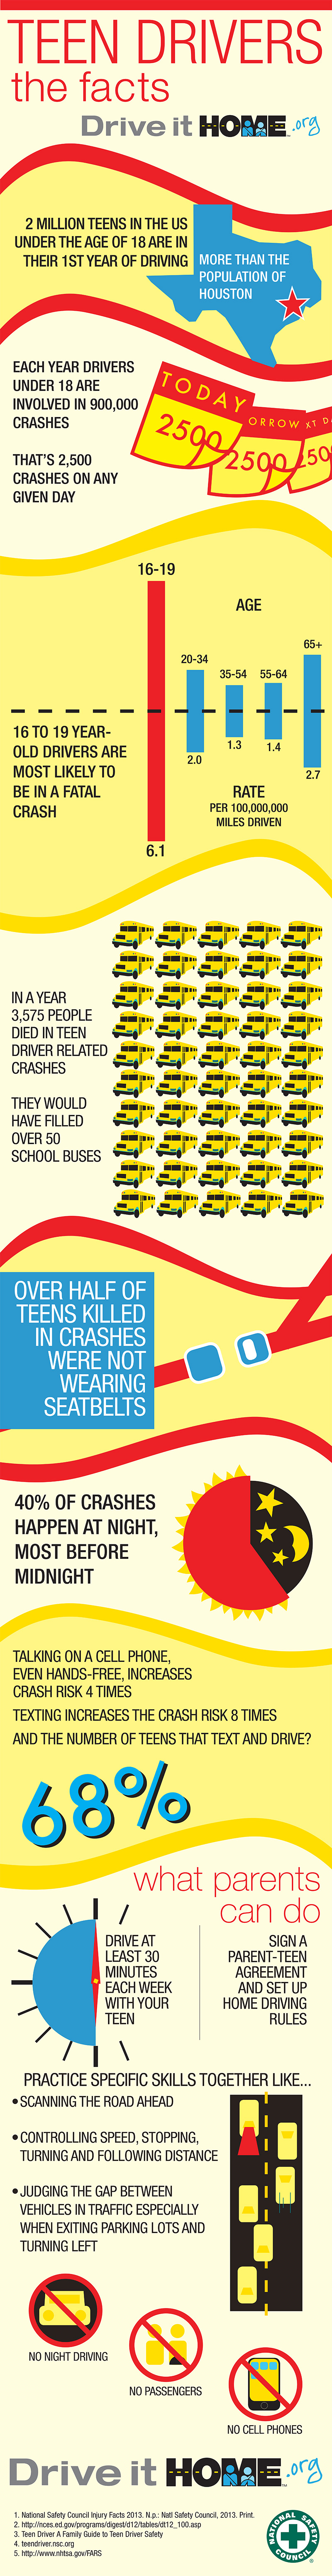 TEEN DRIVERS
the facts
Drive it HOME.org
2 MILLION TEENS IN THE US
UNDER THE AGE OF 18 ARE IN
THEIR 1ST YEAR OF DRIVING
MORE THAN THE
POPULATION OF
HOUSTON
EACH YEAR DRIVERS
UNDER 18 ARE
INVOLVED IN 900,000
CRASHES
THAT'S 2,500
CRASHES ON ANY
GIVEN DAY
TODAY
2500
ORROW
2500
XT D
250
16-19
AGE
65+
20-34
35-54
55-64
16 TO 19 YEAR-
OLD DRIVERS ARE
MOST LIKELY TO
BE IN A FATAL
CRASH
2.0
1.3
1.4
2.7
RATE
PER 100,000,000
MILES DRIVEN
6.1
IN A YEAR
3,575 PEOPLE
DIED IN TEEN
DRIVER RELATED
CRASHES
THEY WOULD
HAVE FILLED
OVER 50
SCHOOL BUSES
OVER HALF OF
TEENS KILLED
IN CRASHES
WERE NOT
WEARING
SEATBELTS
40% OF CRASHES
HAPPEN AT NIGHT,
MOST BEFORE
MIDNIGHT
TALKING ON A CELL PHONE,
EVEN HANDS-FREE, INCREASES
CRASH RISK 4 TIMES
TEXTING INCREASES THE CRASH RISK 8 TIMES
AND THE NUMBER OF TEENS THAT TEXT AND DRIVE?
68%
what parents
can do
DRIVE AT
LEAST 30
MINUTES
EACH WEEK
WITH YOUR
TEEN
SIGN A
PARENT-TEEN
AGREEMENT
AND SET UP
HOME DRIVING
RULES
PRACTICE SPECIFIC SKILLS TOGETHER LIKE...
• SCANNING THE ROAD AHEAD
• CONTROLLING SPEED, STOPPING,
TURNING AND FOLLOWING DISTANCE
• JUDGING THE GAP BETWEEN
VEHICLES IN TRAFFIC ESPECIALLY
WHEN EXITING PARKING LOTS AND
TURNING LEFT
NO NIGHT DRIVING
NO PASSENGERS
NO CELL PHONES
Drive it HOME.org
1. National Safety Council Injury Facts 2013. N.p.: Natl Safety Council, 2013. Print.
2. http://nces.ed.gov/programs/digest/d12/tables/dt12_100.asp
3. Teen Driver A Family Guide to Teen Driver Safety
4. teendriver.nsc.org
5. http://www.nhtsa.gov/FARS
NATIONAL SAFETY COUNCIL